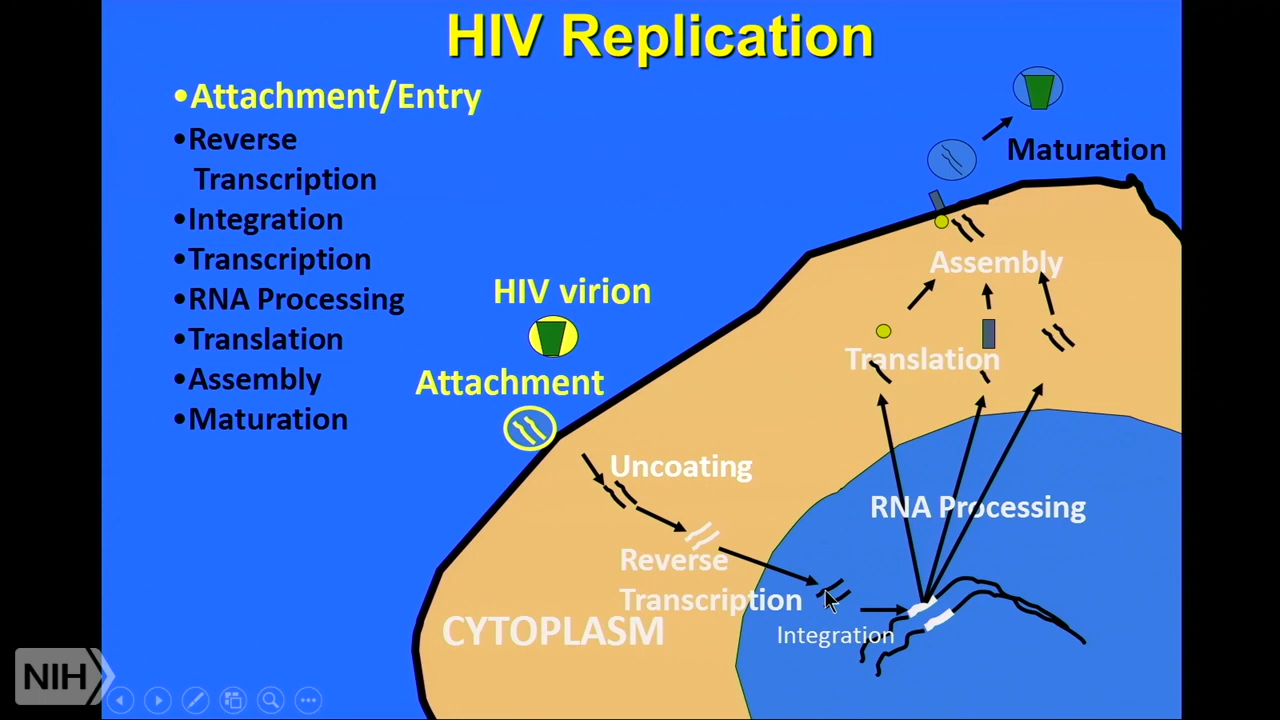 HIV Replication
•Attachment/Entry
•Reverse
Transcription
•Integration
•Transcription
•RNA Processing
•Translation
•Assembly
•Maturation
Maturation
Assembly
HIV virion
Translation
Attachment
Uncoating
RNA Processing
Reverse
Transcription
CYTOPLASM
Integration
NIH